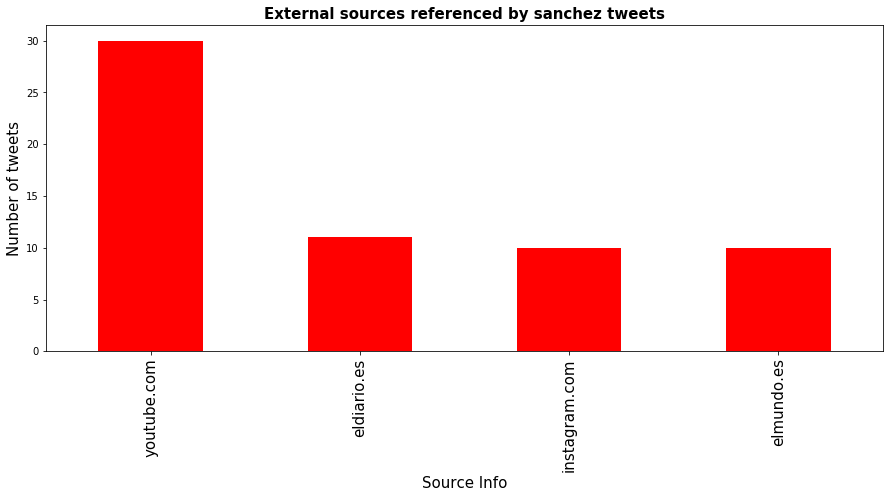 External sources referenced by sanchez tweets
Number of tweets
30
25
20
15
10
5
0
youtube.com
eldiario.es
instagram.com
elmundo.es
Source Info